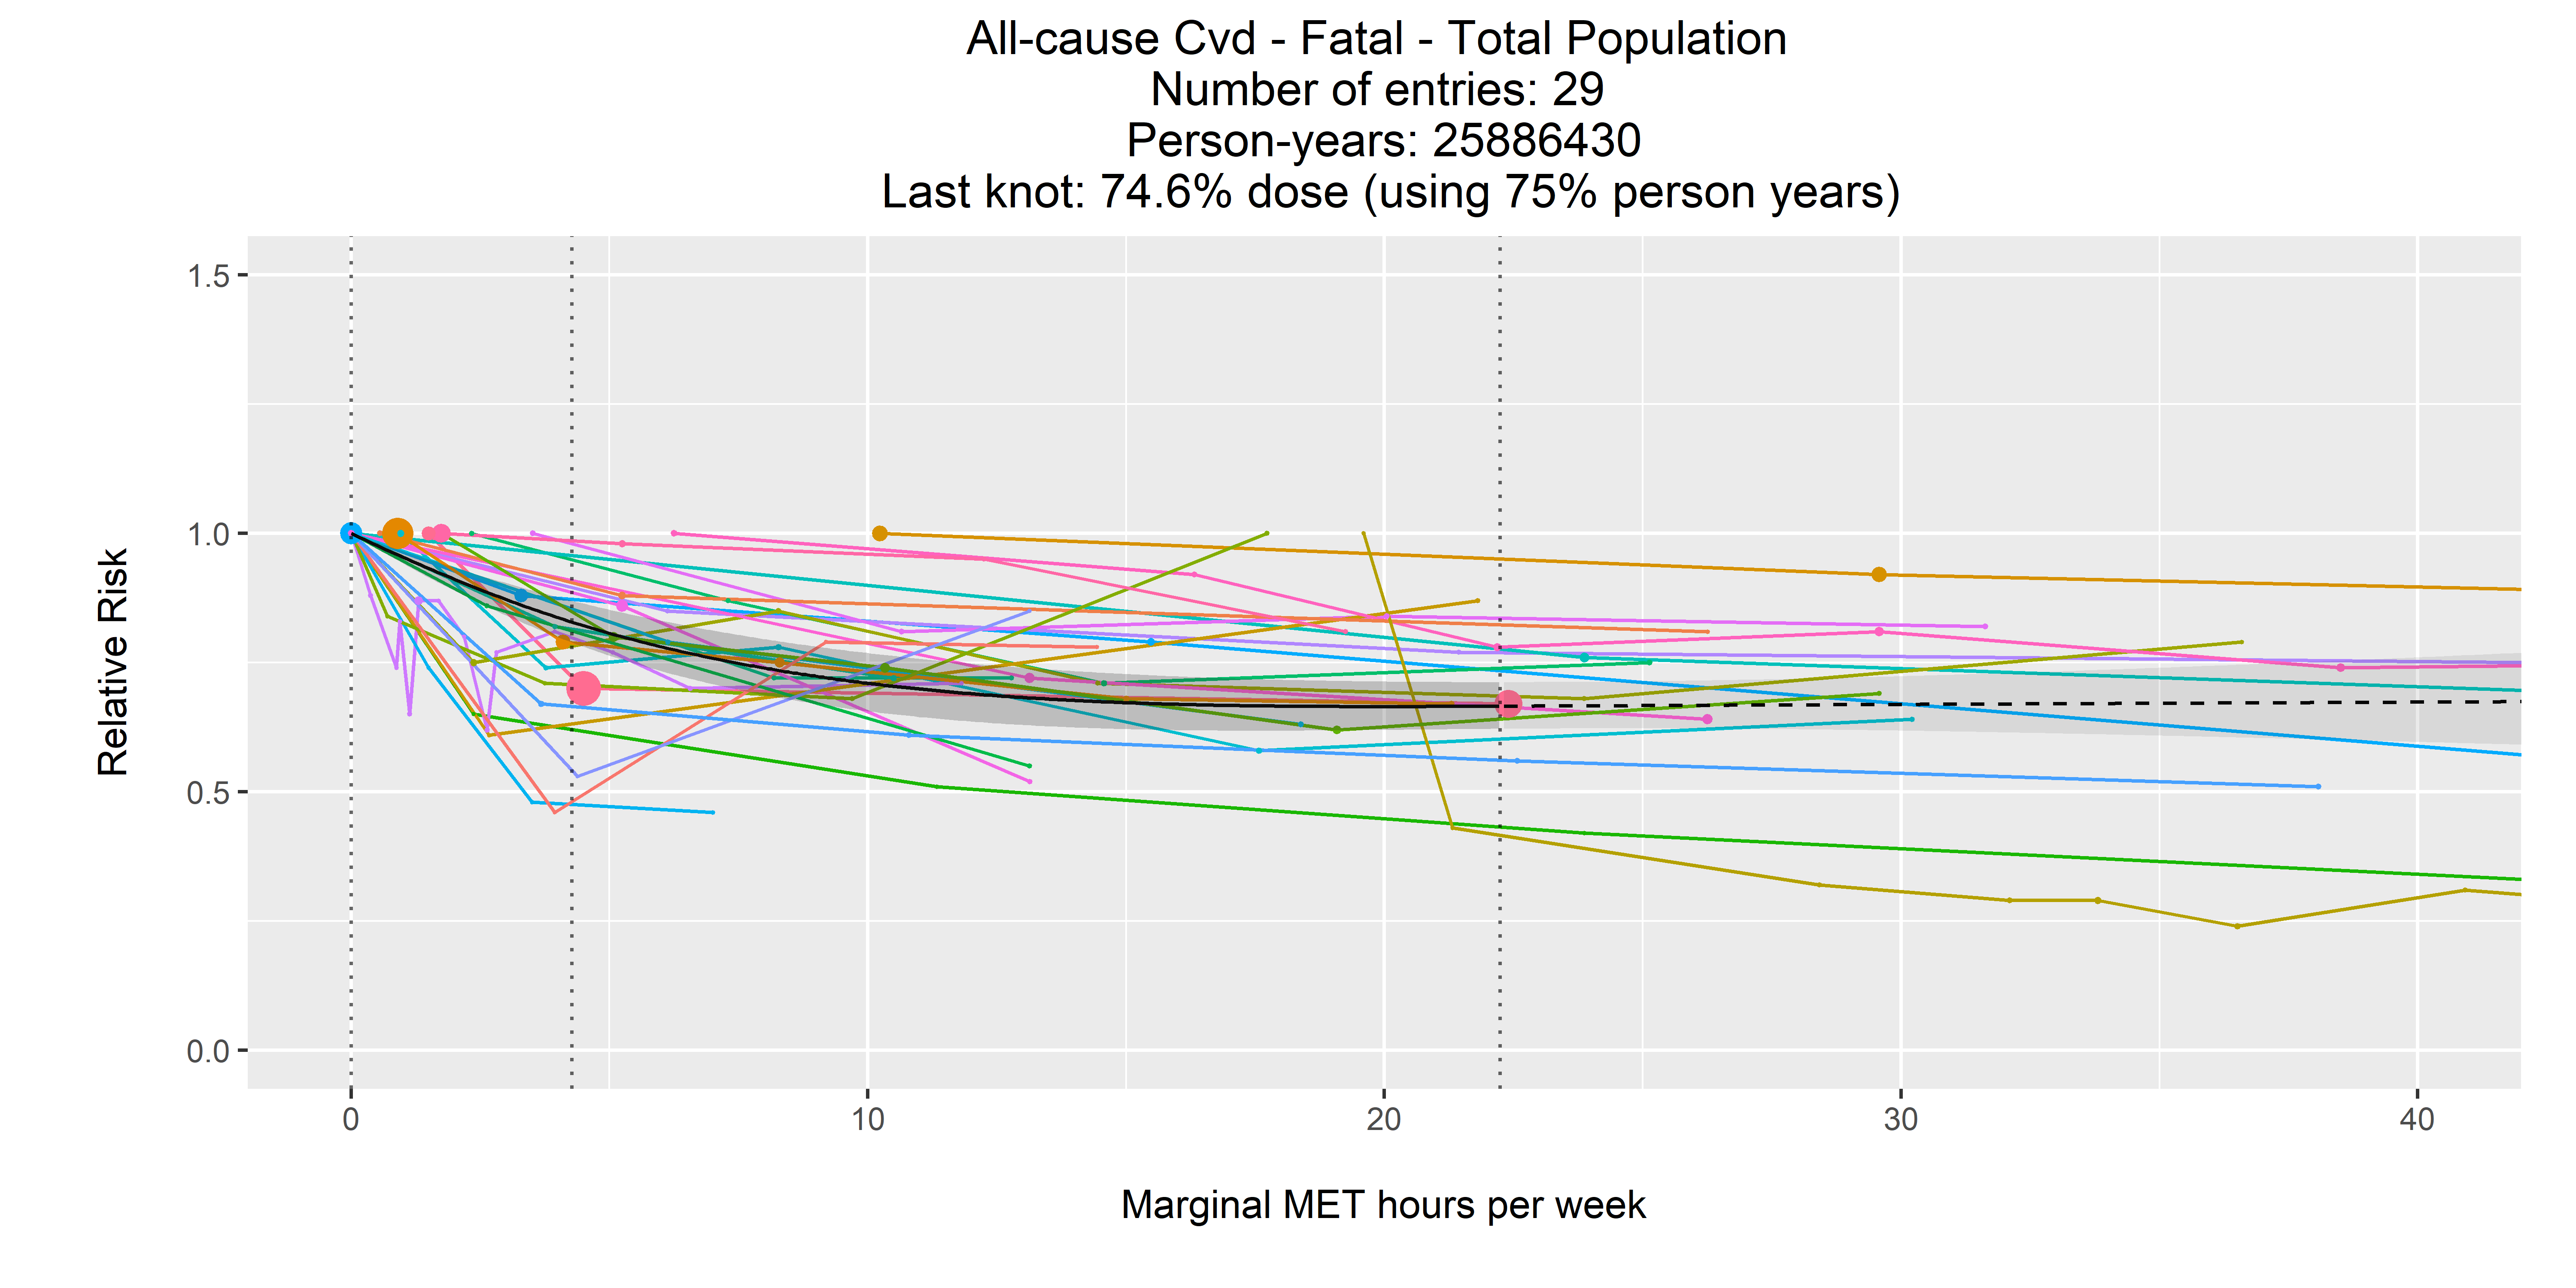 All-cause Cvd - Fatal - Total Population
Number of entries: 29
Person-years: 25886430
Last knot: 74.6% dose (using 75% person years)
1.5
1.0
0.5
0.0
Relative Risk
0 10 20 30 40
Marginal MET hours per week